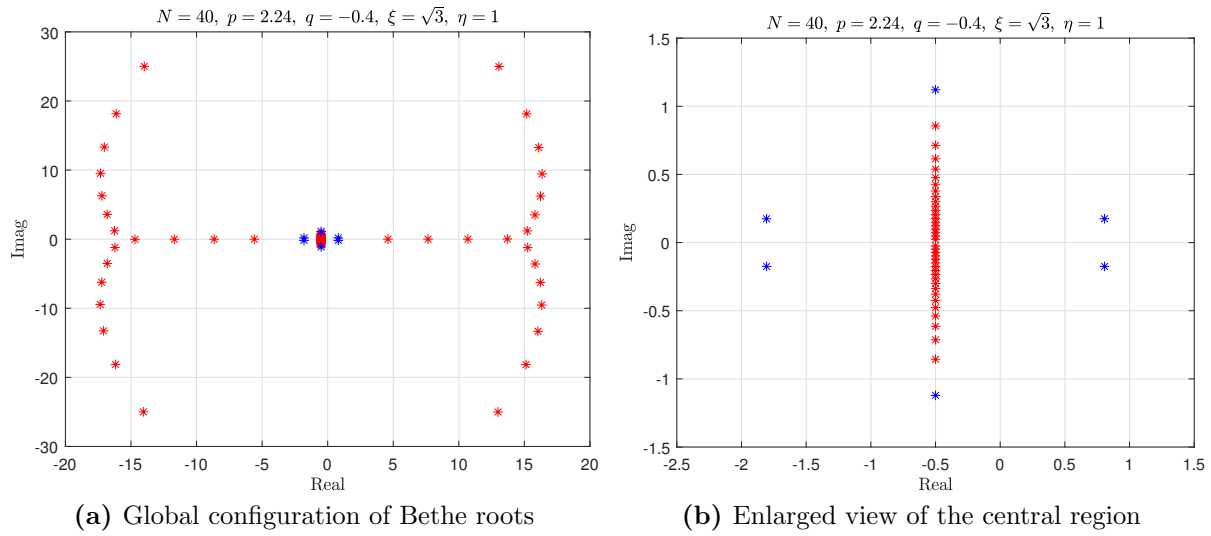 N = 40, p = 2.24, q = −0.4, ξ = √3, η = 1
30
20
10
0
-10
-20
-30
Imag
-20 -15 -10 -5 0 5 10 15 20
Real
(a) Global configuration of Bethe roots
N = 40, p = 2.24, q = −0.4, ξ = √3, η = 1
1.5
1
0.5
0
-0.5
-1
-1.5
Imag
-2.5 -2 -1.5 -1 -0.5 0 0.5 1 1.5
Real
(b) Enlarged view of the central region